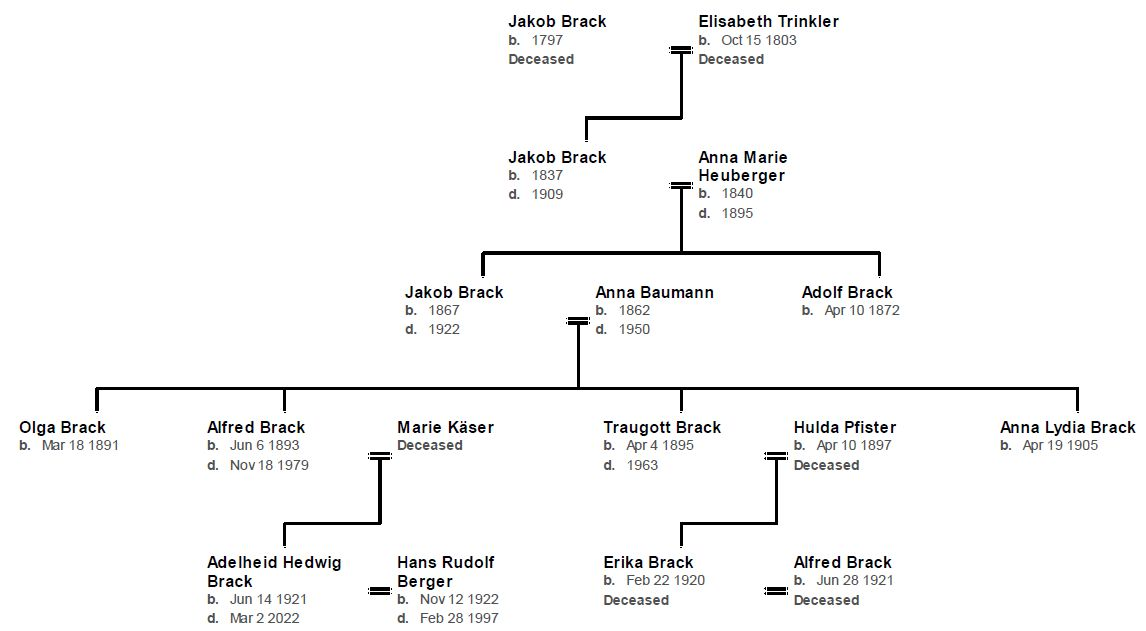 Jakob Brack
b. 1797
Deceased
Elisabeth Trinkler
b. Oct 15 1803
Deceased
Jakob Brack
b. 1837
d. 1909
Anna Marie
Heuberger
b. 1840
d. 1895
Jakob Brack
b. 1867
d. 1922
Anna Baumann
b. 1862
d. 1950
Adolf Brack
b. Apr 10 1872
Olga Brack
b. Mar 18 1891
Alfred Brack
b. Jun 6 1893
d. Nov 18 1979
Marie Käser
Deceased
Traugott Brack
b. Apr 4 1895
d. 1963
Hulda Pfister
b. Apr 10 1897
Deceased
Anna Lydia Brack
b. Apr 19 1905
Adelheid Hedwig
Brack
b. Jun 14 1921
d. Mar 2 2022
Hans Rudolf
Berger
b. Nov 12 1922
d. Feb 28 1997
Erika Brack
b. Feb 22 1920
Deceased
Alfred Brack
b. Jun 28 1921
Deceased